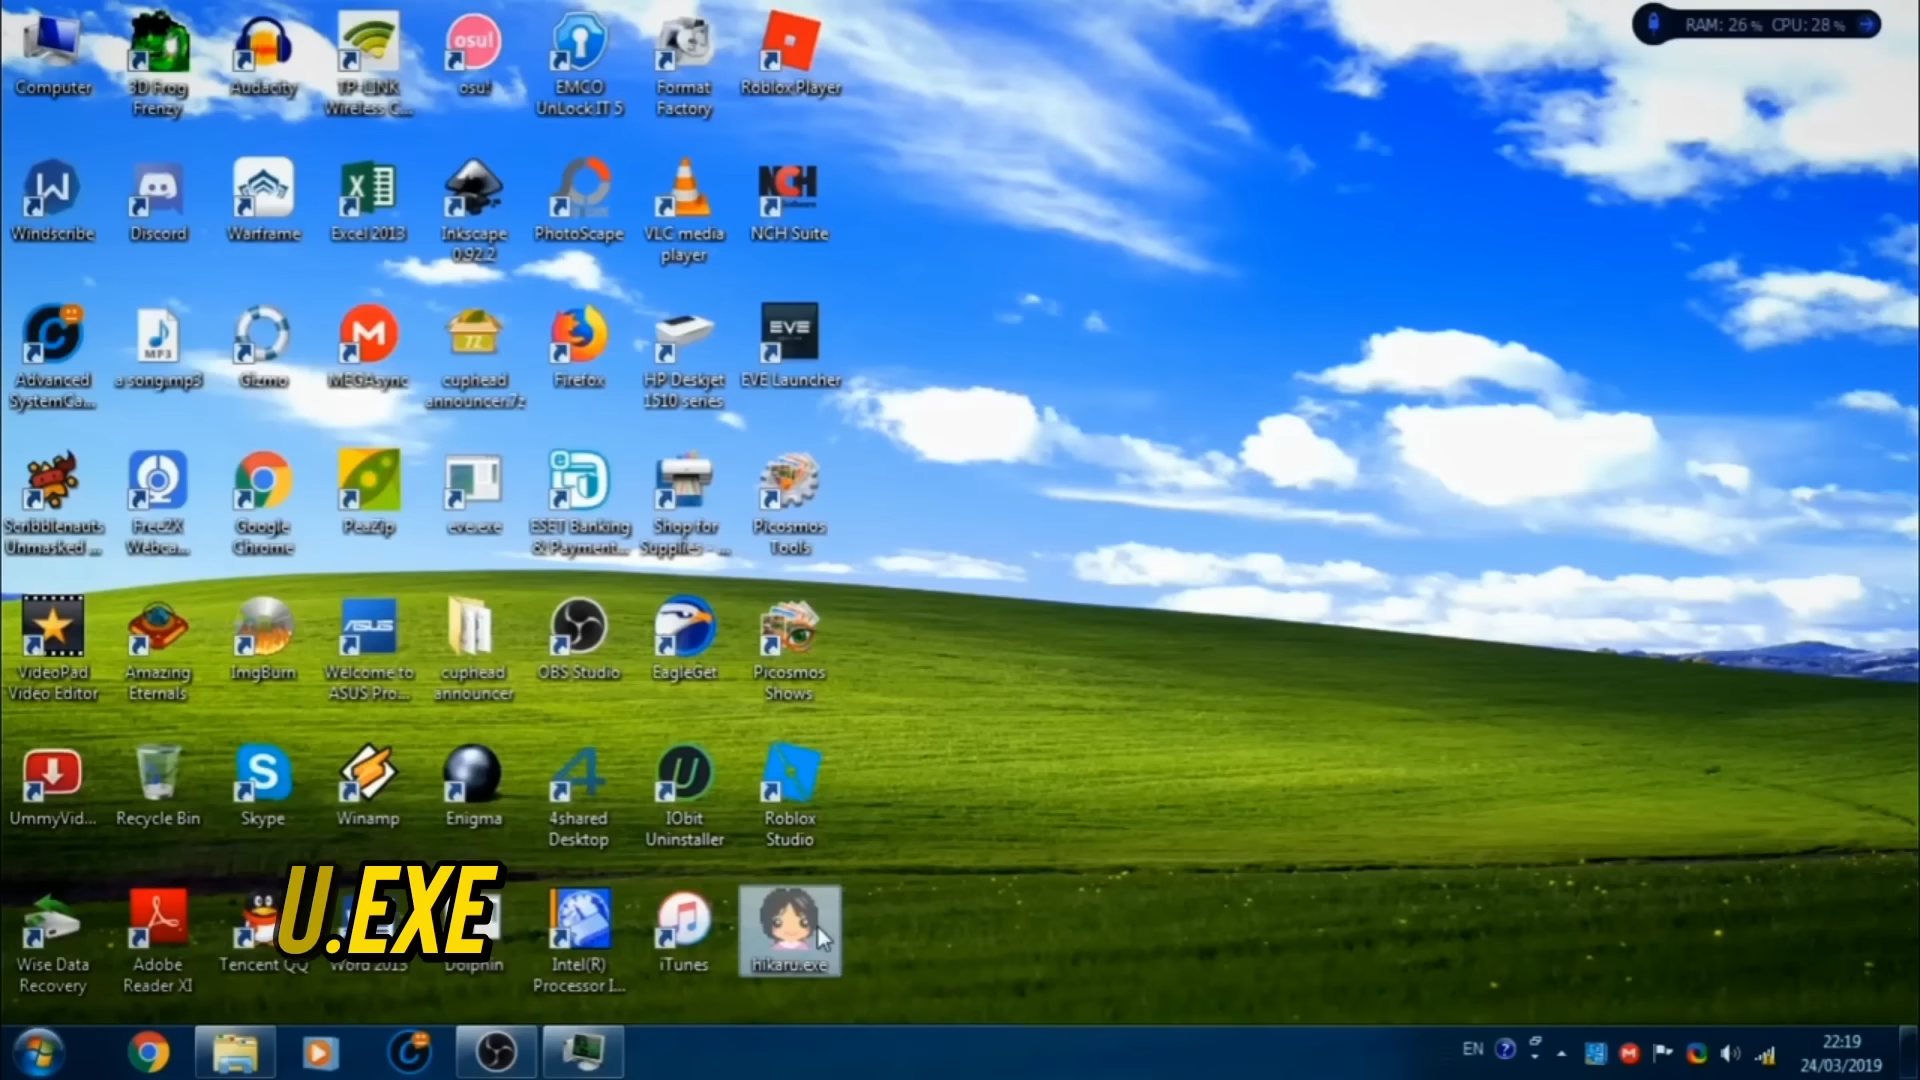 RAM: 26 % CPU: 28 %
Computer
3D Frog
Frenzy
Audacity
TP-LINK
Wireless C...
osu!
osu!
EMCO
UnLock IT 5
Format
Factory
Roblox Player
W
Windscribe
Discord
Warframe
X
Excel 2013
Inkscape
0.92.2
PhotoScape
VLC media
player
NCH
Software
NCH Suite
Advanced
SystemCa...
MP3
a song.mp3
Gizmo
M
MEGAsync
7Z
cuphead
announcer.7z
Firefox
HP Deskjet
1510 series
EVE
EVE Launcher
Scribblenauts
Unmasked ...
Free2X
Webca...
Google
Chrome
PeaZip
eve.exe
e
ESET Banking
& Payment...
Shop for
Supplies - ...
Picosmos
Tools
VideoPad
Video Editor
Amazing
Eternals
ImgBurn
ASUS
Welcome to
ASUS Pro...
cuphead
announcer
OBS Studio
EagleGet
Picosmos
Shows
UmmyVid...
Recycle Bin
S
Skype
Winamp
Enigma
4
4shared
Desktop
U
IObit
Uninstaller
Roblox
Studio
U.EXE
Wise Data
Recovery
Adobe
Reader XI
Tencent QQ
Word 2013
Dolphin
Intel(R)
Processor I...
iTunes
hikaru.exe
EN
?
M
22:19
24/03/2019